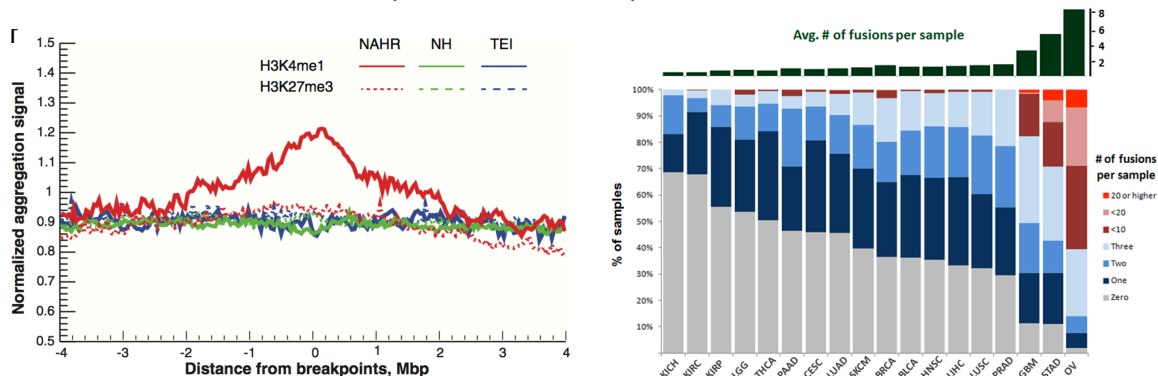 NAHR NH TEI
H3K4me1
H3K27me3
Normalized aggregation signal
1.5
1.4
1.3
1.2
1.1
1
0.9
0.8
0.7
0.6
0.5
-4 -3 -2 -1 0 1 2 3 4
Distance from breakpoints, Mbp
Avg. # of fusions per sample
8
6
4
2
% of samples
100%
90%
80%
70%
60%
50%
40%
30%
20%
10%
# of fusions
per sample
20 or higher
<20
<10
Three
Two
One
Zero
KICH KIRC KIRP LGG THCA PAAD CESC LUAD SKCM BRCA BLCA HNSC LIHC LUSC PRAD GBM STAD OV